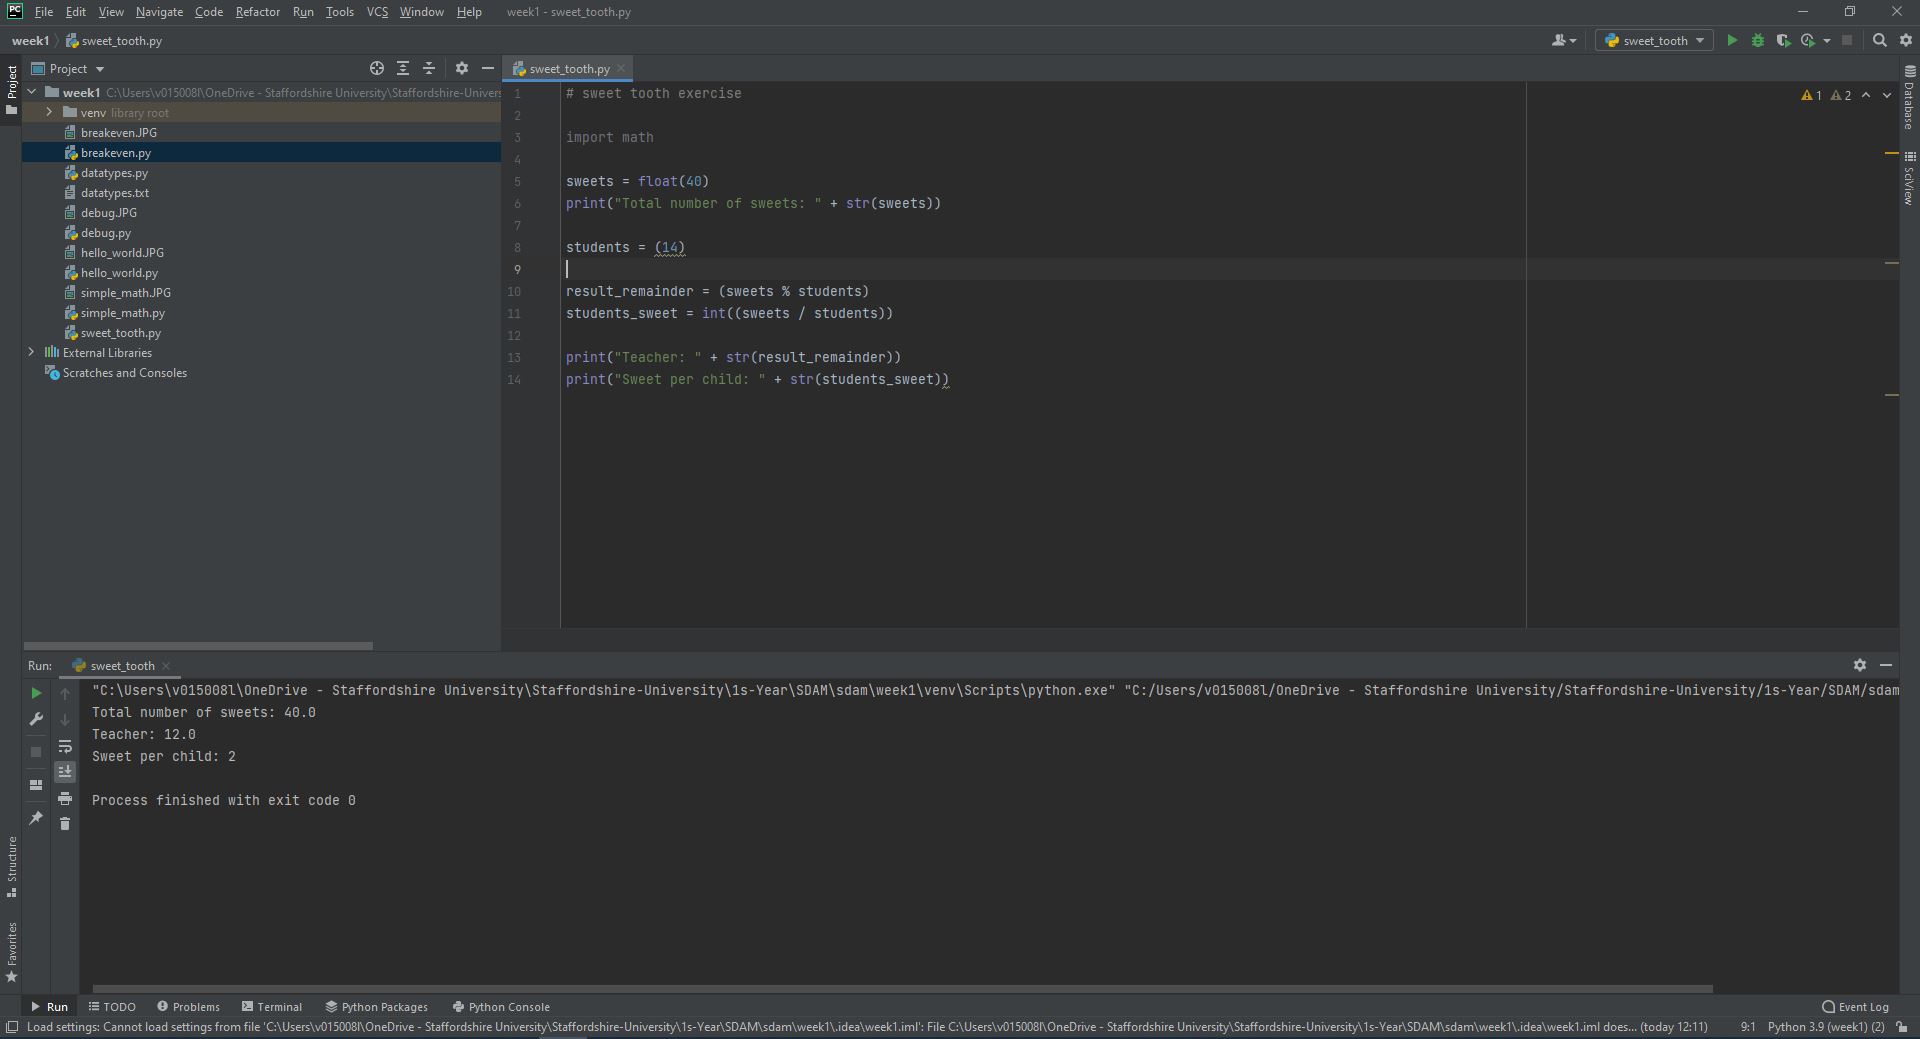 PC File Edit View Navigate Code Refactor Run Tools VCS Window Help week1 - sweet_tooth.py
week1 sweet_tooth.py sweet_tooth
Project
Project
sweet_tooth.py
week1 C:\Users\v015008l\OneDrive - Staffordshire University\Staffordshire-Univers
venv library root
breakeven.JPG
breakeven.py
datatypes.py
datatypes.txt
debug.JPG
debug.py
hello_world.JPG
hello_world.py
simple_math.JPG
simple_math.py
sweet_tooth.py
External Libraries
Scratches and Consoles
1 # sweet tooth exercise
2
3 import math
4
5 sweets = float(40)
6 print("Total number of sweets: " + str(sweets))
7
8 students = (14)
9
10 result_remainder = (sweets % students)
11 students_sweet = int((sweets / students))
12
13 print("Teacher: " + str(result_remainder))
14 print("Sweet per child: " + str(students_sweet))
1 2
Database
SciView
Run: sweet_tooth
"C:\Users\v015008l\OneDrive - Staffordshire University\Staffordshire-University\1s-Year\SDAM\sdam\week1\venv\Scripts\python.exe" "C:/Users/v015008l/OneDrive - Staffordshire University/Staffordshire-University/1s-Year/SDAM/sdam
Total number of sweets: 40.0
Teacher: 12.0
Sweet per child: 2
Process finished with exit code 0
Structure
Favorites
Run TODO Problems Terminal Python Packages Python Console Event Log
Load settings: Cannot load settings from file 'C:\Users\v015008l\OneDrive - Staffordshire University\Staffordshire-University\1s-Year\SDAM\sdam\week1\.idea\week1.iml': File C:\Users\v015008l\OneDrive - Staffordshire University\Staffordshire-University\1s-Year\SDAM\sdam\week1\.idea\week1.iml does... (today 12:11) 9:1 Python 3.9 (week1) (2)